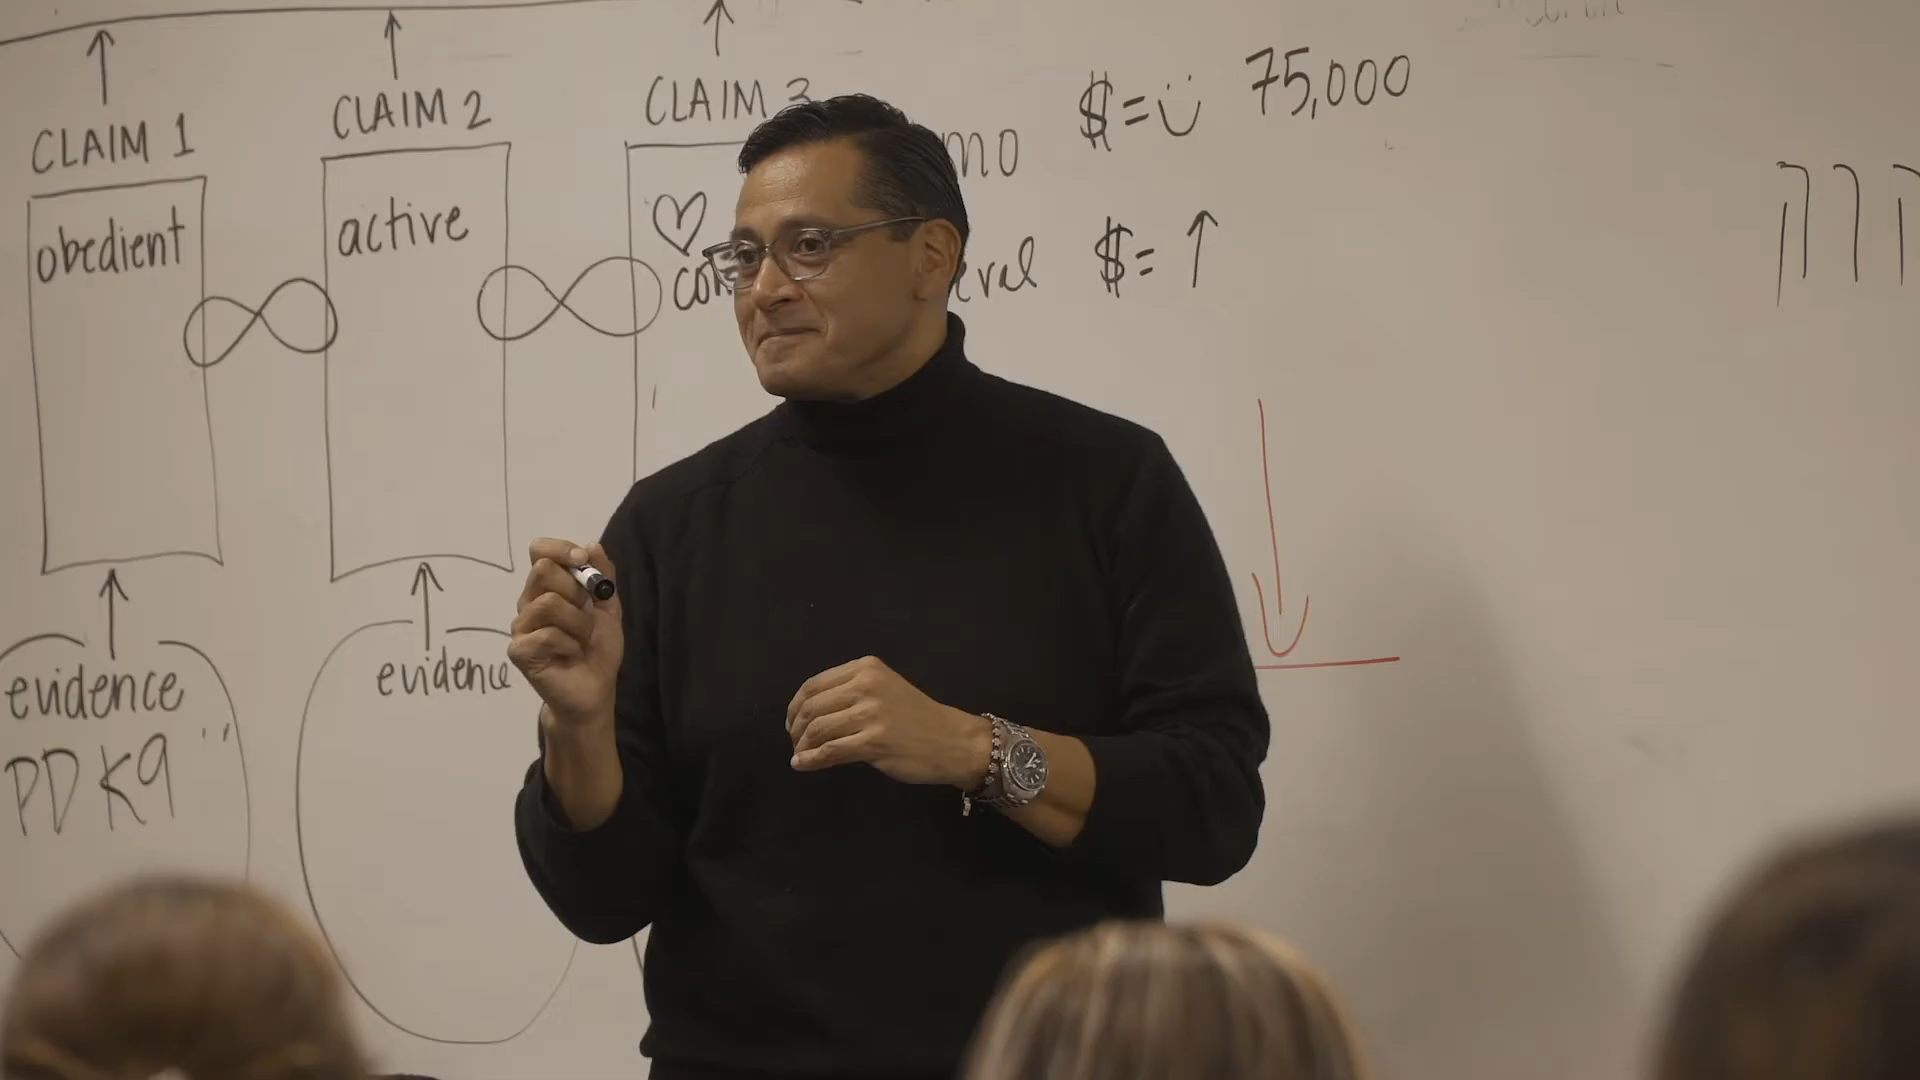 CLAIM 1
CLAIM 2
CLAIM 3
obedient
active
$= 75,000
$=
evidence
evidence
PD K9